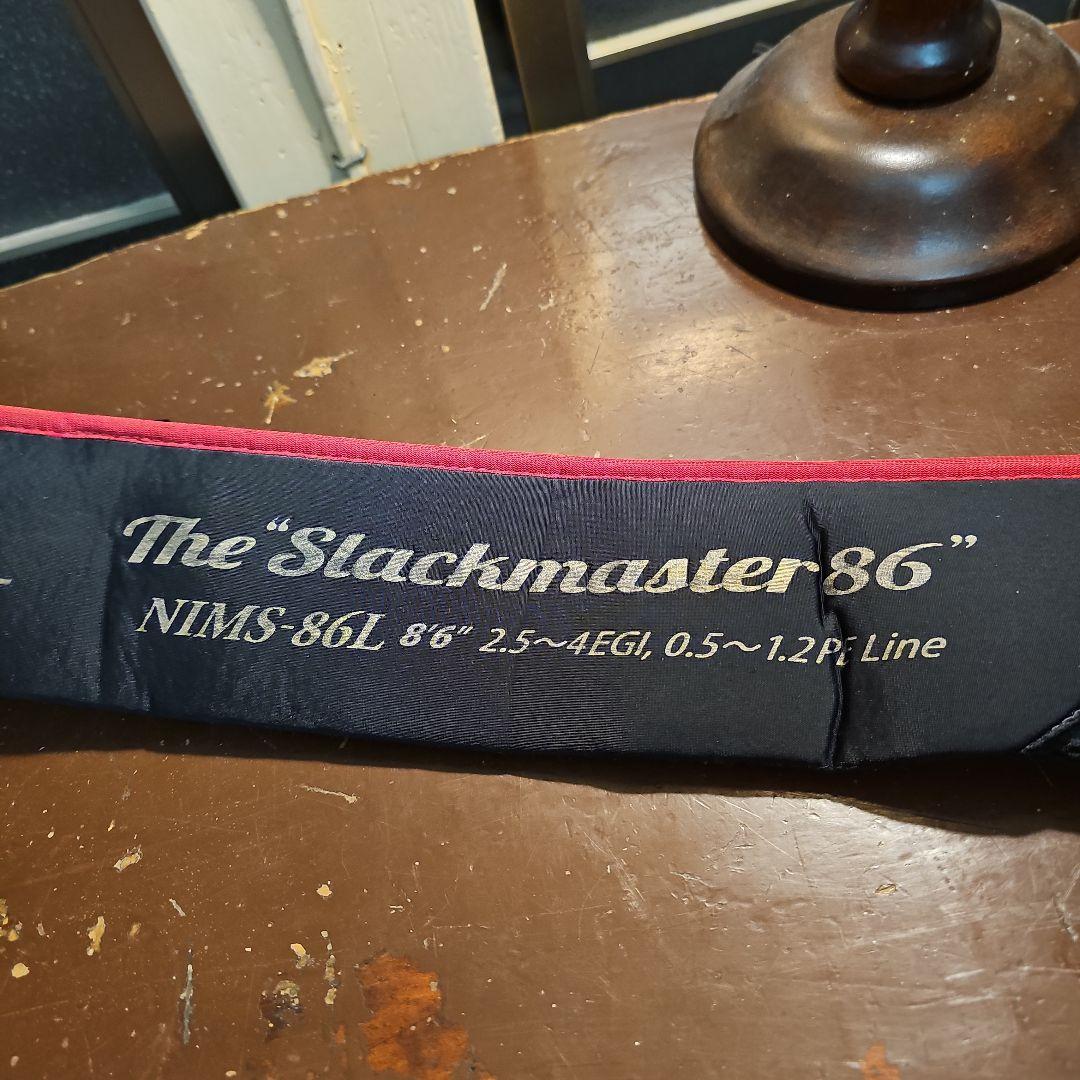 The “Slackmaster 86”
NIMS-86L 8'6" 2.5～4EGI, 0.5～1.2PE Line